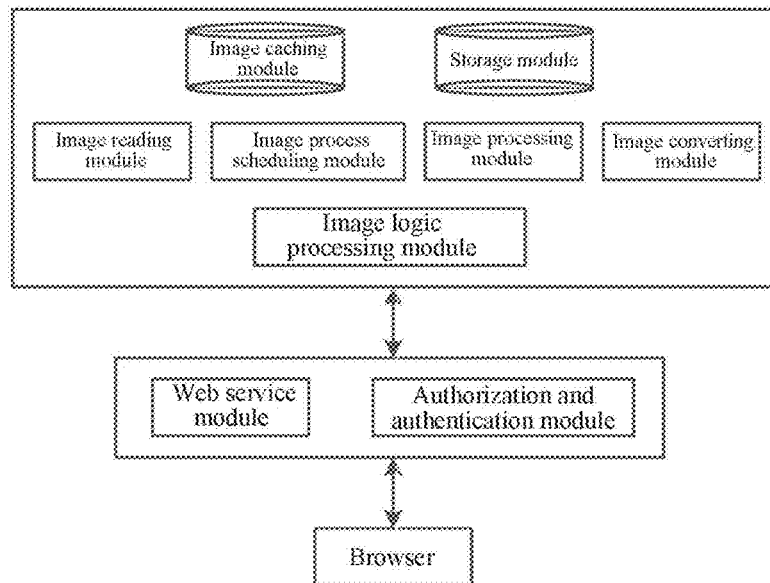 Image caching
module
Storage module
Image reading
module
Image process
scheduling module
Image processing
module
Image converting
module
Image logic
processing module
Web service
module
Authorization and
authentication module
Browser